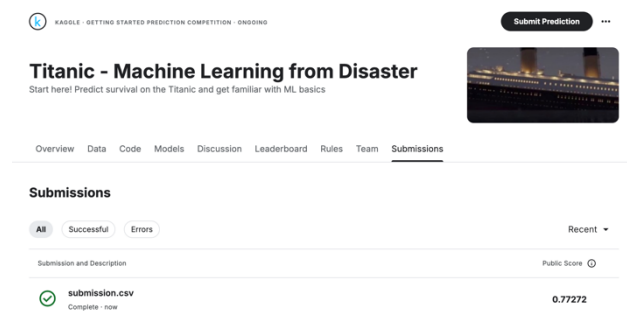 k KAGGLE · GETTING STARTED PREDICTION COMPETITION · ONGOING
Submit Prediction
Titanic - Machine Learning from Disaster
Start here! Predict survival on the Titanic and get familiar with ML basics
Overview Data Code Models Discussion Leaderboard Rules Team Submissions
Submissions
All Successful Errors Recent
Submission and Description Public Score
submission.csv
Complete · now
0.77272